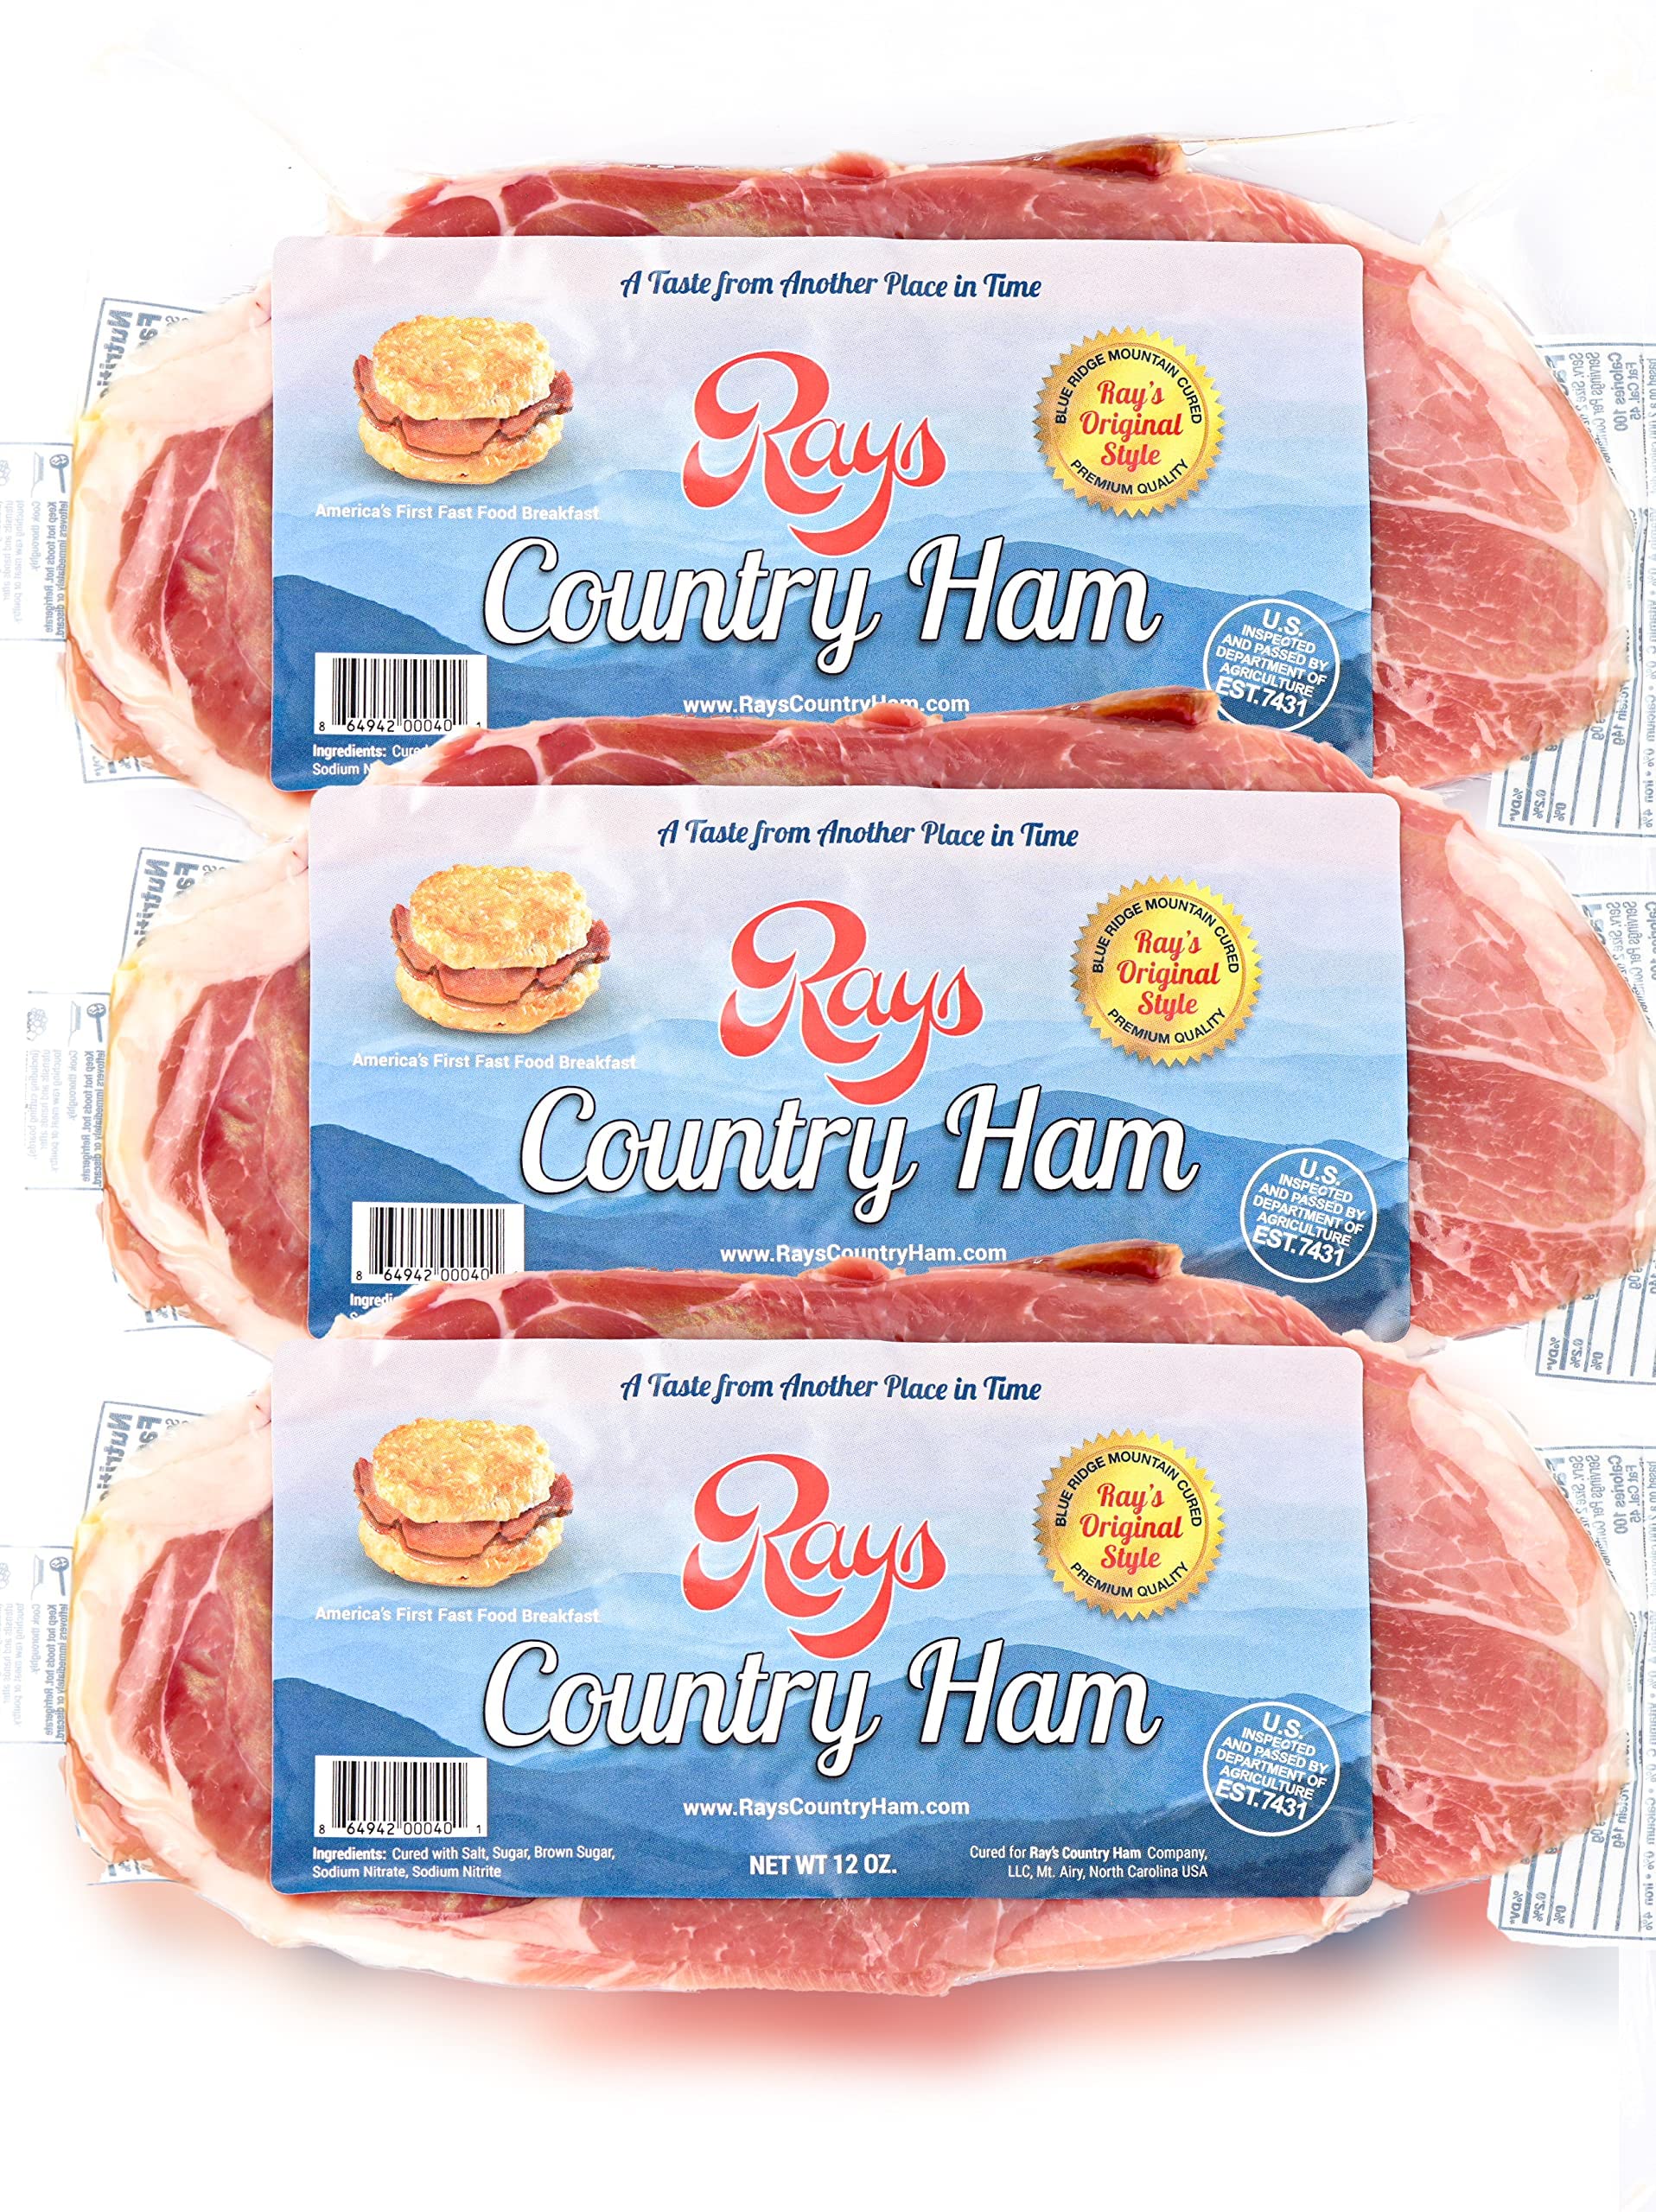 A Taste from Another Place in Time
Rays
BLUE RIDGE MOUNTAIN CURED
Ray's
Original
Style
PREMIUM QUALITY
America's First Fast Food Breakfast
Country Ham
U.S.
INSPECTED
AND PASSED BY
DEPARTMENT OF
AGRICULTURE
EST.7431
www.RaysCountryHam.com
8 64942 00040 1
Ingredients:
Sodium
A Taste from Another Place in Time
Rays
BLUE RIDGE MOUNTAIN CURED
Ray's
Original
Style
PREMIUM QUALITY
America's First Fast Food Breakfast
Country Ham
U.S.
INSPECTED
AND PASSED BY
DEPARTMENT OF
AGRICULTURE
EST.7431
www.RaysCountryHam.com
8 64942 00040
A Taste from Another Place in Time
Rays
BLUE RIDGE MOUNTAIN CURED
Ray's
Original
Style
PREMIUM QUALITY
America's First Fast Food Breakfast
Country Ham
U.S.
INSPECTED
AND PASSED BY
DEPARTMENT OF
AGRICULTURE
EST.7431
www.RaysCountryHam.com
8 64942 00040 1
Ingredients: Cured with Salt, Sugar, Brown Sugar,
Sodium Nitrate, Sodium Nitrite
NET WT 12 OZ.
Cured for Ray's Country Ham Company,
LLC, Mt. Airy, North Carolina USA